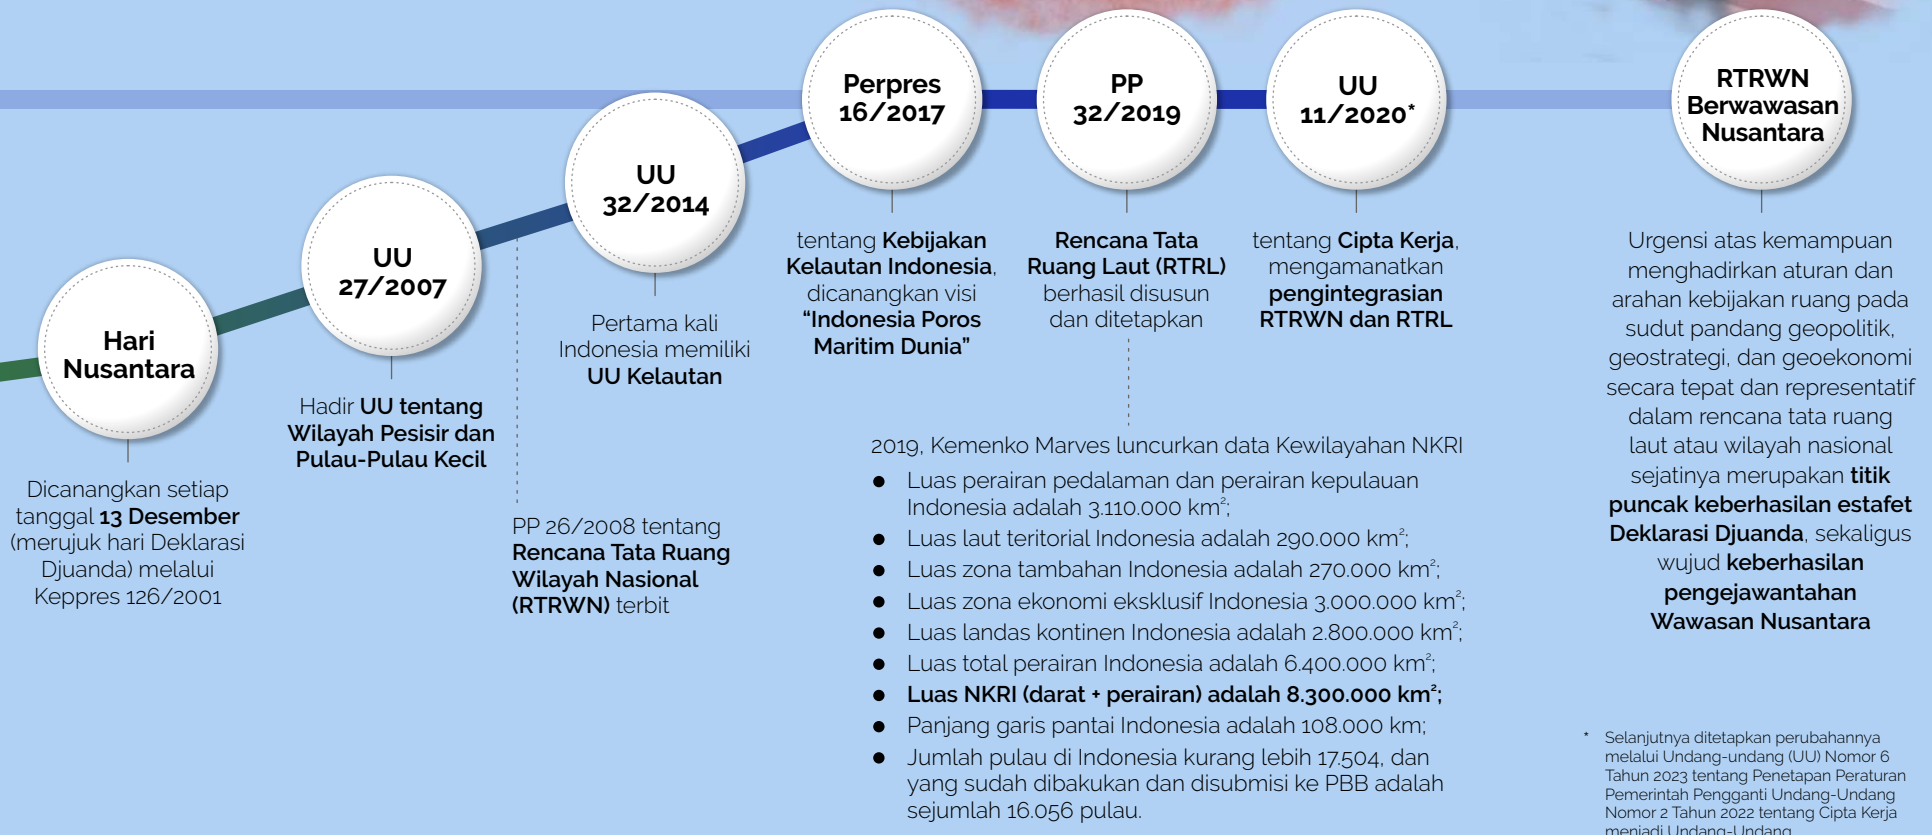 Hari
Nusantara
Dicanangkan setiap
tanggal 13 Desember
(merujuk hari Deklarasi
Djuanda) melalui
Keppres 126/2001
UU
27/2007
Hadir UU tentang
Wilayah Pesisir dan
Pulau-Pulau Kecil
PP 26/2008 tentang
Rencana Tata Ruang
Wilayah Nasional
(RTRWN) terbit
UU
32/2014
Pertama kali
Indonesia memiliki
UU Kelautan
Perpres
16/2017
tentang Kebijakan
Kelautan Indonesia,
dicanangkan visi
“Indonesia Poros
Maritim Dunia”
PP
32/2019
Rencana Tata
Ruang Laut (RTRL)
berhasil disusun
dan ditetapkan
2019, Kemenko Marves luncurkan data Kewilayahan NKRI
● Luas perairan pedalaman dan perairan kepulauan
Indonesia adalah 3.110.000 km²;
● Luas laut teritorial Indonesia adalah 290.000 km²;
● Luas zona tambahan Indonesia adalah 270.000 km²;
● Luas zona ekonomi eksklusif Indonesia 3.000.000 km²;
● Luas landas kontinen Indonesia adalah 2.800.000 km²;
● Luas total perairan Indonesia adalah 6.400.000 km²;
● Luas NKRI (darat + perairan) adalah 8.300.000 km²;
● Panjang garis pantai Indonesia adalah 108.000 km;
● Jumlah pulau di Indonesia kurang lebih 17.504, dan
yang sudah dibakukan dan disubmisi ke PBB adalah
sejumlah 16.056 pulau.
UU
11/2020*
tentang Cipta Kerja,
mengamanatkan
pengintegrasian
RTRWN dan RTRL
RTRWN
Berwawasan
Nusantara
Urgensi atas kemampuan
menghadirkan aturan dan
arahan kebijakan ruang pada
sudut pandang geopolitik,
geostrategi, dan geoekonomi
secara tepat dan representatif
dalam rencana tata ruang
laut atau wilayah nasional
sejatinya merupakan titik
puncak keberhasilan estafet
Deklarasi Djuanda, sekaligus
wujud keberhasilan
pengejawantahan
Wawasan Nusantara
* Selanjutnya ditetapkan perubahannya
melalui Undang-undang (UU) Nomor 6
Tahun 2023 tentang Penetapan Peraturan
Pemerintah Pengganti Undang-Undang
Nomor 2 Tahun 2022 tentang Cipta Kerja
menjadi Undang-Undang